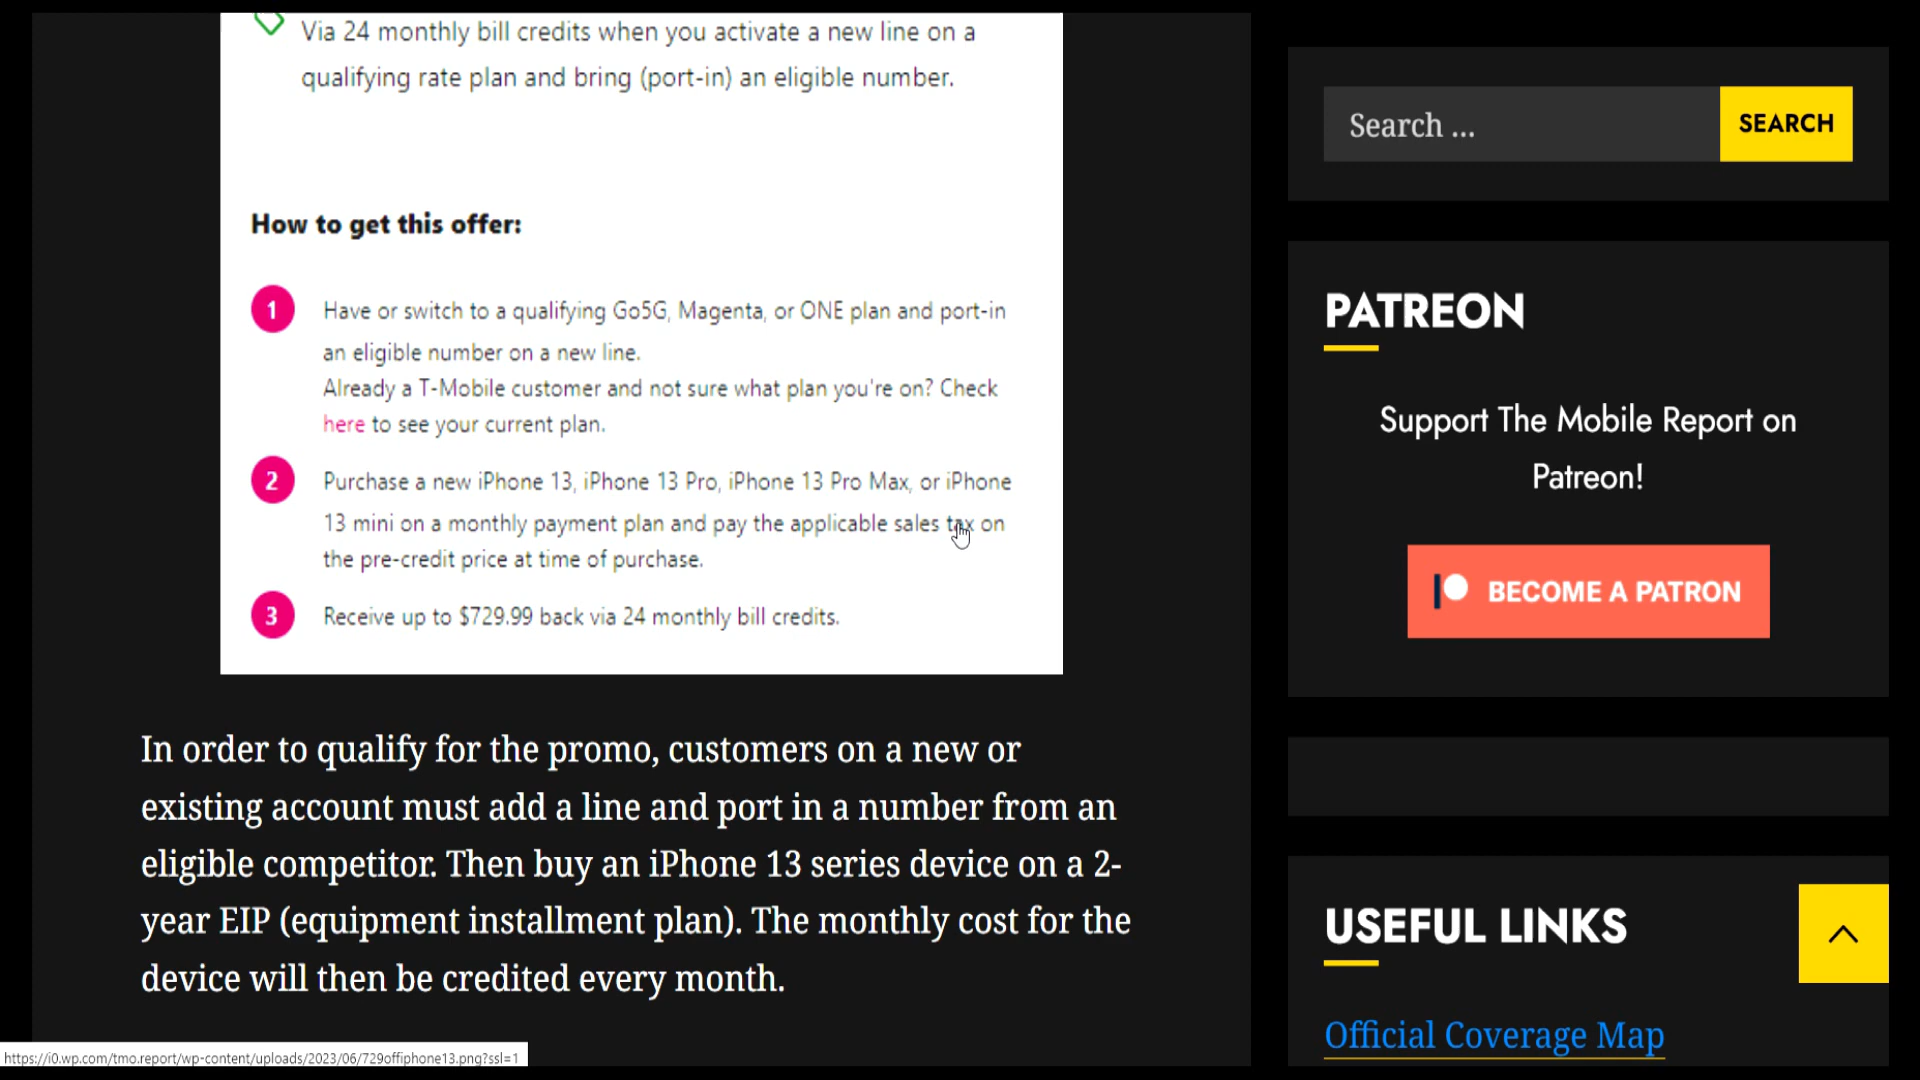 Via 24 monthly bill credits when you activate a new line on a
qualifying rate plan and bring (port-in) an eligible number.
How to get this offer:
1 Have or switch to a qualifying Go5G, Magenta, or ONE plan and port-in
an eligible number on a new line.
Already a T-Mobile customer and not sure what plan you're on? Check
here to see your current plan.
2 Purchase a new iPhone 13, iPhone 13 Pro, iPhone 13 Pro Max, or iPhone
13 mini on a monthly payment plan and pay the applicable sales tax on
the pre-credit price at time of purchase.
3 Receive up to $729.99 back via 24 monthly bill credits.
In order to qualify for the promo, customers on a new or
existing account must add a line and port in a number from an
eligible competitor. Then buy an iPhone 13 series device on a 2-
year EIP (equipment installment plan). The monthly cost for the
device will then be credited every month.
https://i0.wp.com/tmo.report/wp-content/uploads/2023/06/729offiphone13.png?ssl=1
Search ...
SEARCH
PATREON
Support The Mobile Report on
Patreon!
BECOME A PATRON
USEFUL LINKS
Official Coverage Map